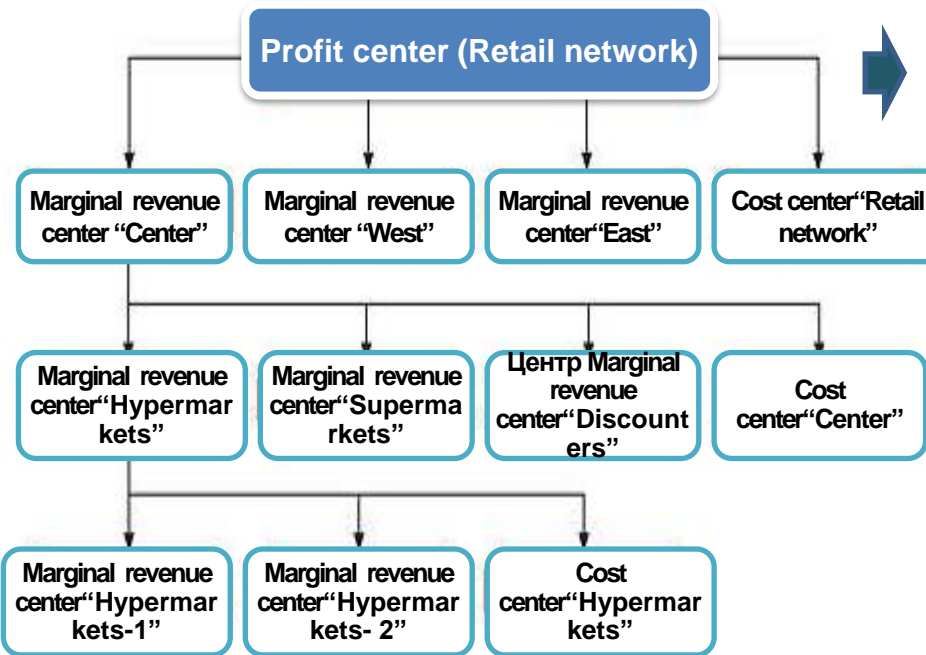 Profit center (Retail network)
Marginal revenue
center “Center”
Marginal revenue
center “West”
Marginal revenue
center“East”
Cost center“Retail
network”
Marginal revenue
center“Hypermar
kets”
Marginal revenue
center“Superma
rkets”
Центр Marginal
revenue
center“Discount
ers”
Cost
center“Center”
Marginal revenue
center“Hypermar
kets-1”
Marginal revenue
center“Hypermar
kets- 2”
Cost
center“Hypermar
kets”